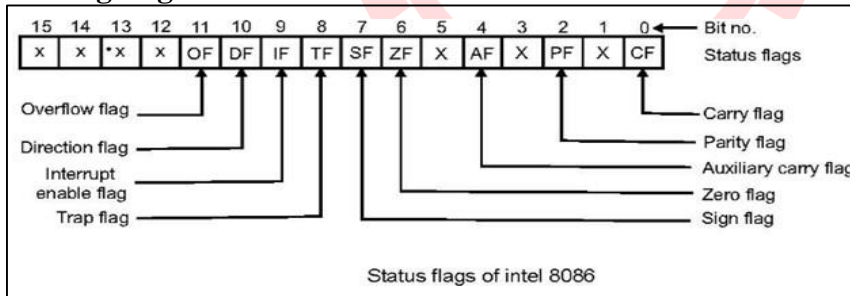 15 14 13 12 11 10 9 8 7 6 5 4 3 2 1 0 Bit no.
x x x x OF DF IF TF SF ZF X AF X PF X CF Status flags
Overflow flag
Carry flag
Direction flag
Parity flag
Interrupt
enable flag
Auxiliary carry flag
Trap flag
Zero flag
Sign flag
Status flags of intel 8086